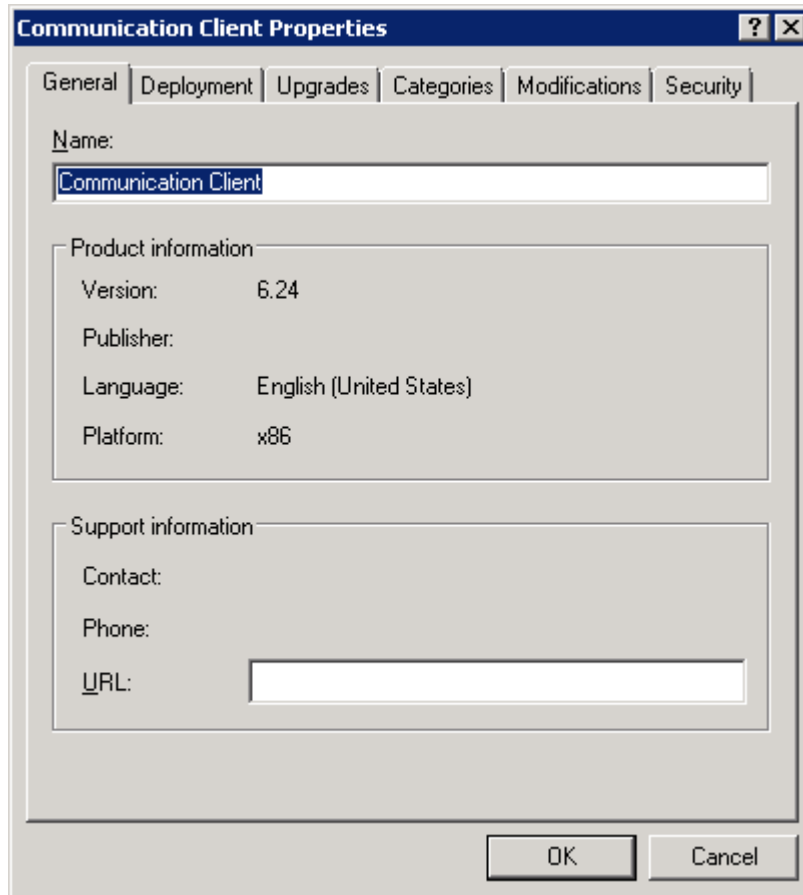 Communication Client Properties
General Deployment Upgrades Categories Modifications Security
Name:
Communication Client
Product information
Version: 6.24
Publisher:
Language: English (United States)
Platform: x86
Support information
Contact:
Phone:
URL:
OK Cancel